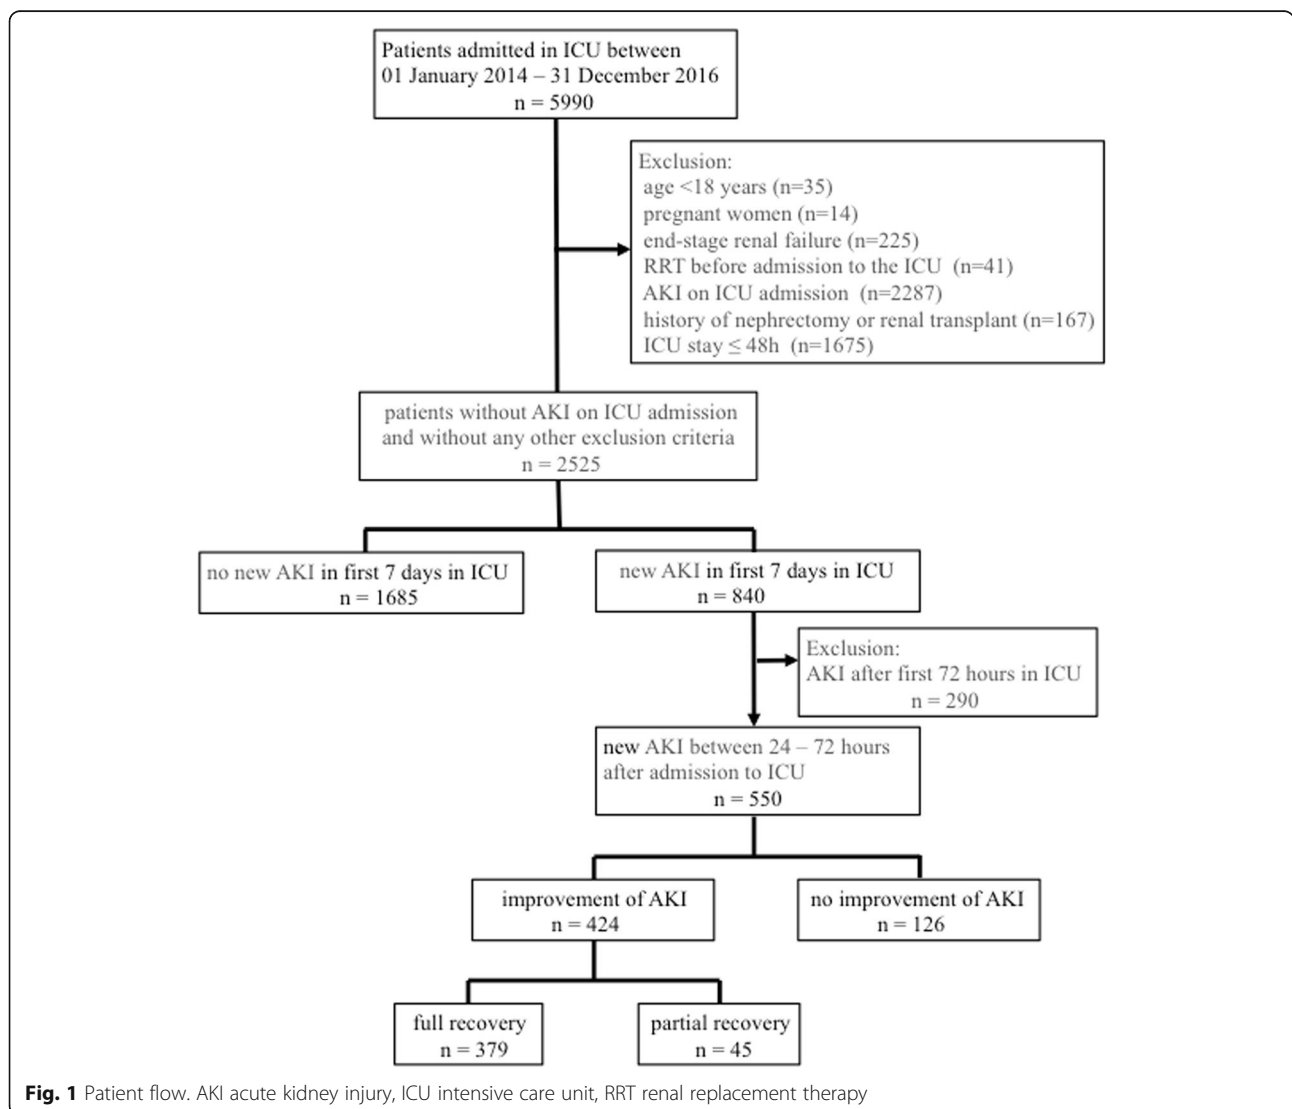 Patients admitted in ICU between
01 January 2014 – 31 December 2016
n = 5990
Exclusion:
age <18 years (n=35)
pregnant women (n=14)
end-stage renal failure (n=225)
RRT before admission to the ICU (n=41)
AKI on ICU admission (n=2287)
history of nephrectomy or renal transplant (n=167)
ICU stay ≤ 48h (n=1675)
patients without AKI on ICU admission
and without any other exclusion criteria
n = 2525
no new AKI in first 7 days in ICU
n = 1685
new AKI in first 7 days in ICU
n = 840
Exclusion:
AKI after first 72 hours in ICU
n = 290
new AKI between 24 – 72 hours
after admission to ICU
n = 550
improvement of AKI
n = 424
no improvement of AKI
n = 126
full recovery
n = 379
partial recovery
n = 45
Fig. 1 Patient flow. AKI acute kidney injury, ICU intensive care unit, RRT renal replacement therapy